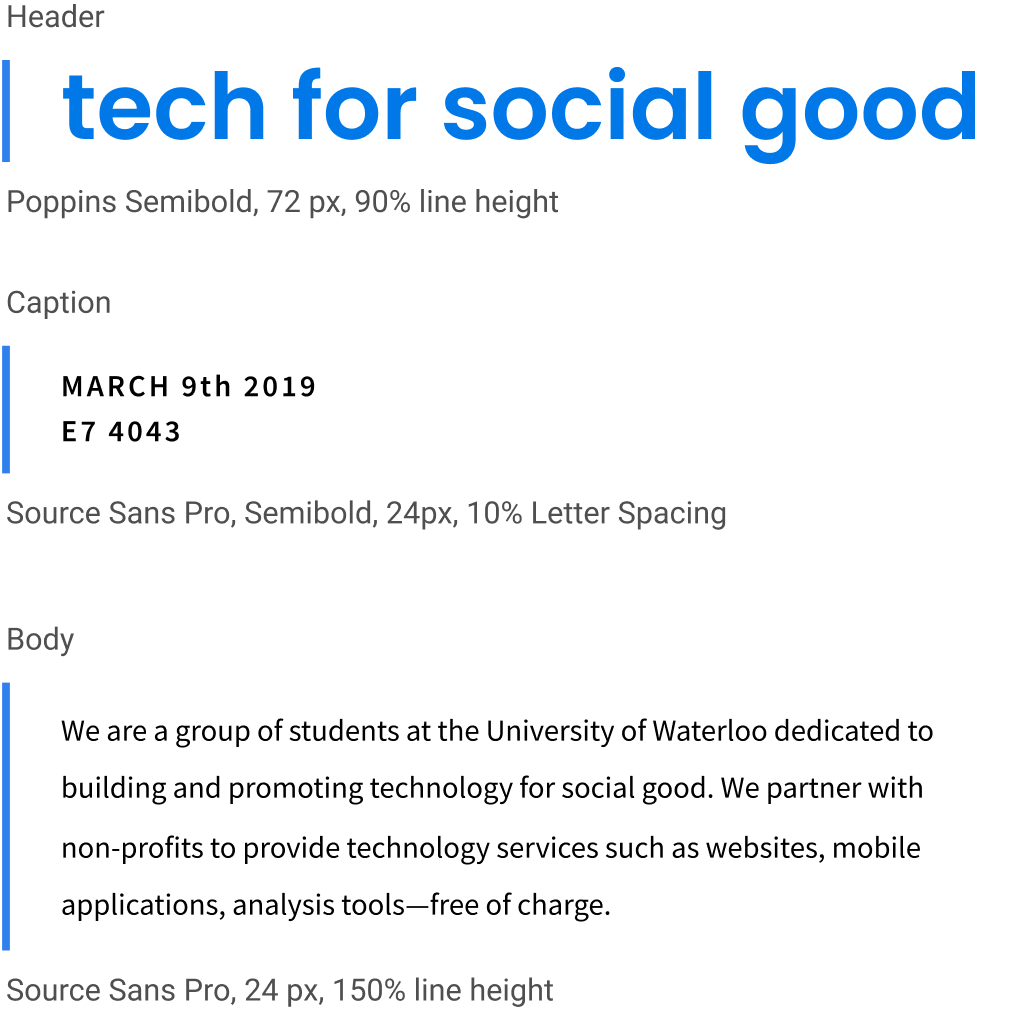 Header
tech for social good
Poppins Semibold, 72 px, 90% line height
Caption
MARCH 9th 2019
E7 4043
Source Sans Pro, Semibold, 24px, 10% Letter Spacing
Body
We are a group of students at the University of Waterloo dedicated to
building and promoting technology for social good. We partner with
non-profits to provide technology services such as websites, mobile
applications, analysis tools—free of charge.
Source Sans Pro, 24 px, 150% line height